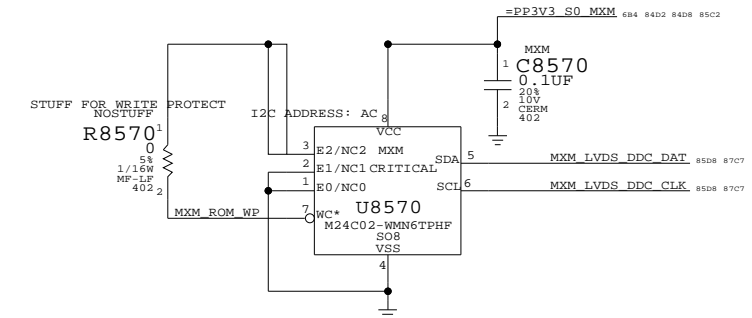 =PP3V3_S0_MXM 6B4 84D2 84D8 85C2
MXM
1 C8570
0.1UF
20%
10V
2 CERM
402
STUFF FOR WRITE PROTECT
NOSTUFF
R8570 1
0
5%
1/16W
MF-LF
402 2
I2C ADDRESS: AC
8
VCC
3 E2/NC2 MXM
2 E1/NC1 CRITICAL
1 E0/NC0
SDA 5 MXM_LVDS_DDC_DAT 85D8 87C7
SCL 6 MXM_LVDS_DDC_CLK 85D8 87C7
U8570
MXM_ROM_WP 7 WC*
M24C02-WMN6TPHF
SO8
VSS
4